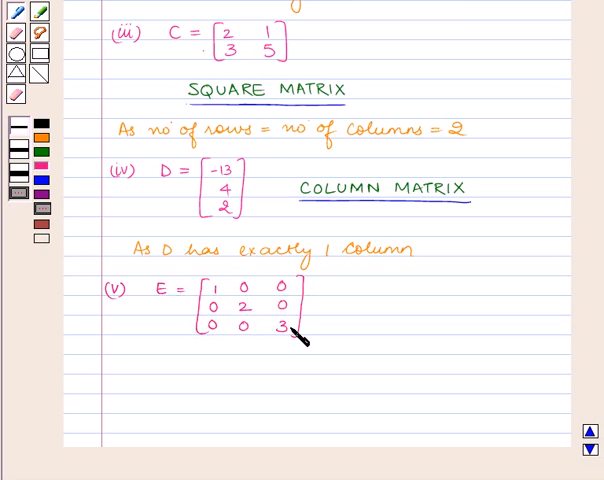 (iii) C = [ 2 1
3 5 ]
SQUARE MATRIX
As no of rows = no of columns = 2
(iv) D = [ -13
4
2 ]
COLUMN MATRIX
As D has exactly 1 column
(v) E = [ 1 0 0
0 2 0
0 0 3 ]